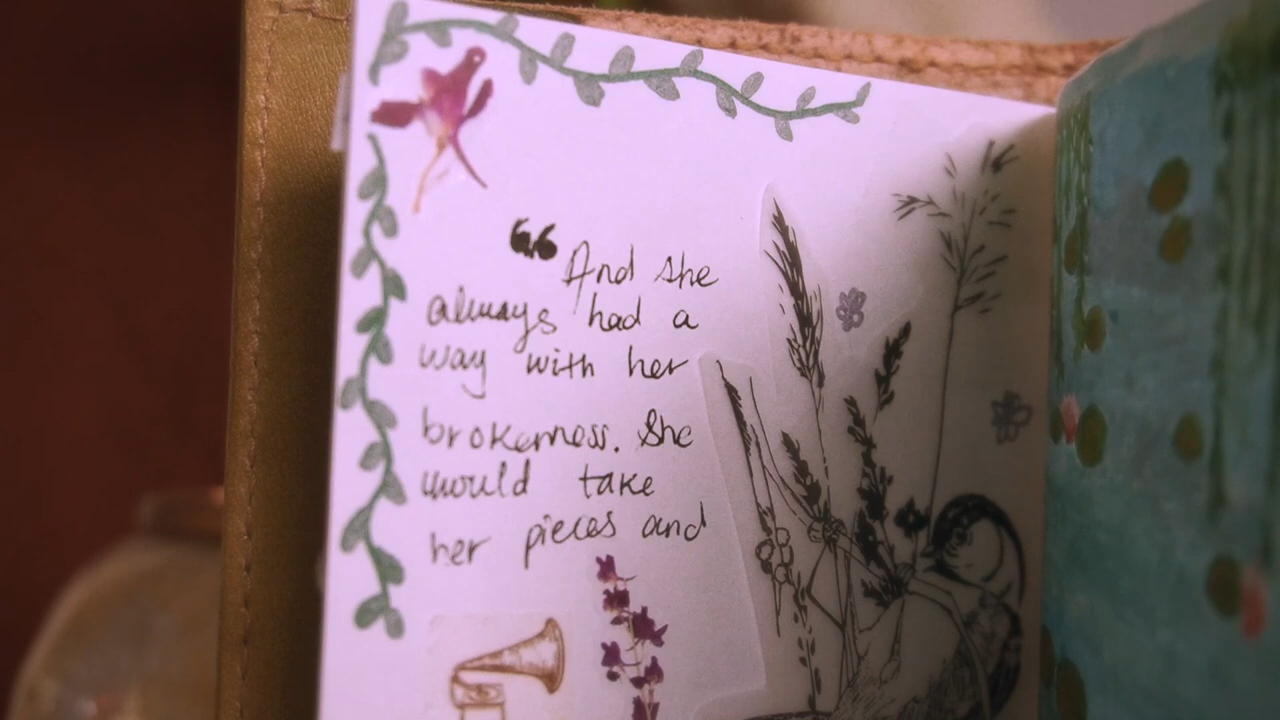 “And she
always had a
way with her
brokenness. She
would take
her pieces and